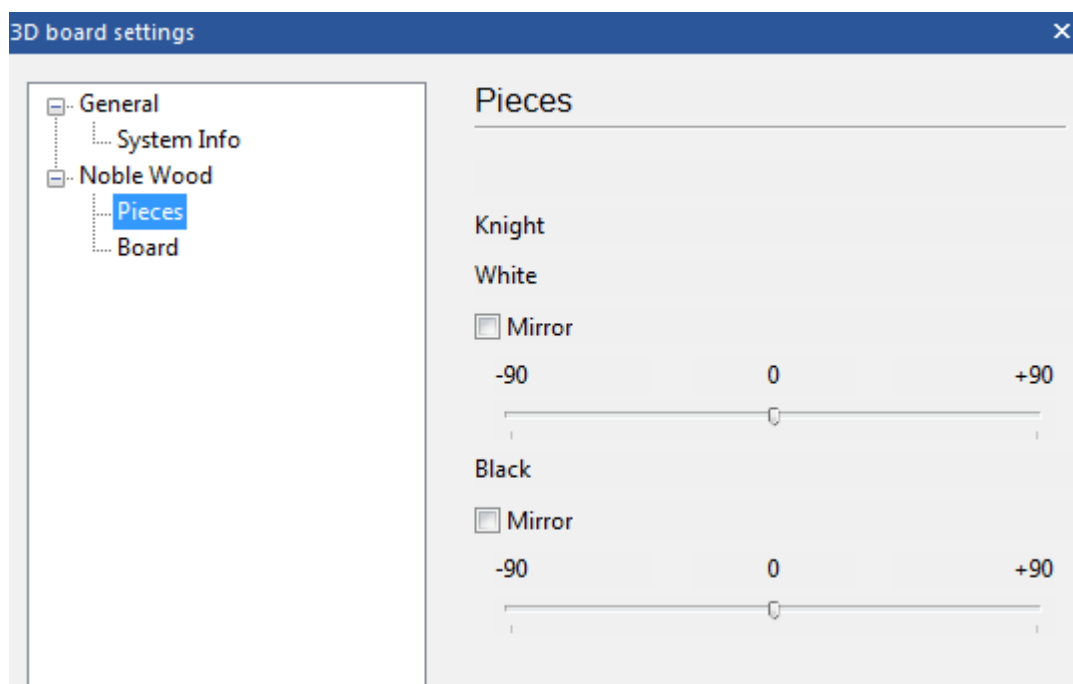 3D board settings
General
System Info
Noble Wood
Pieces
Board
Pieces
Knight
White
Mirror
-90 0 +90
Black
Mirror
-90 0 +90